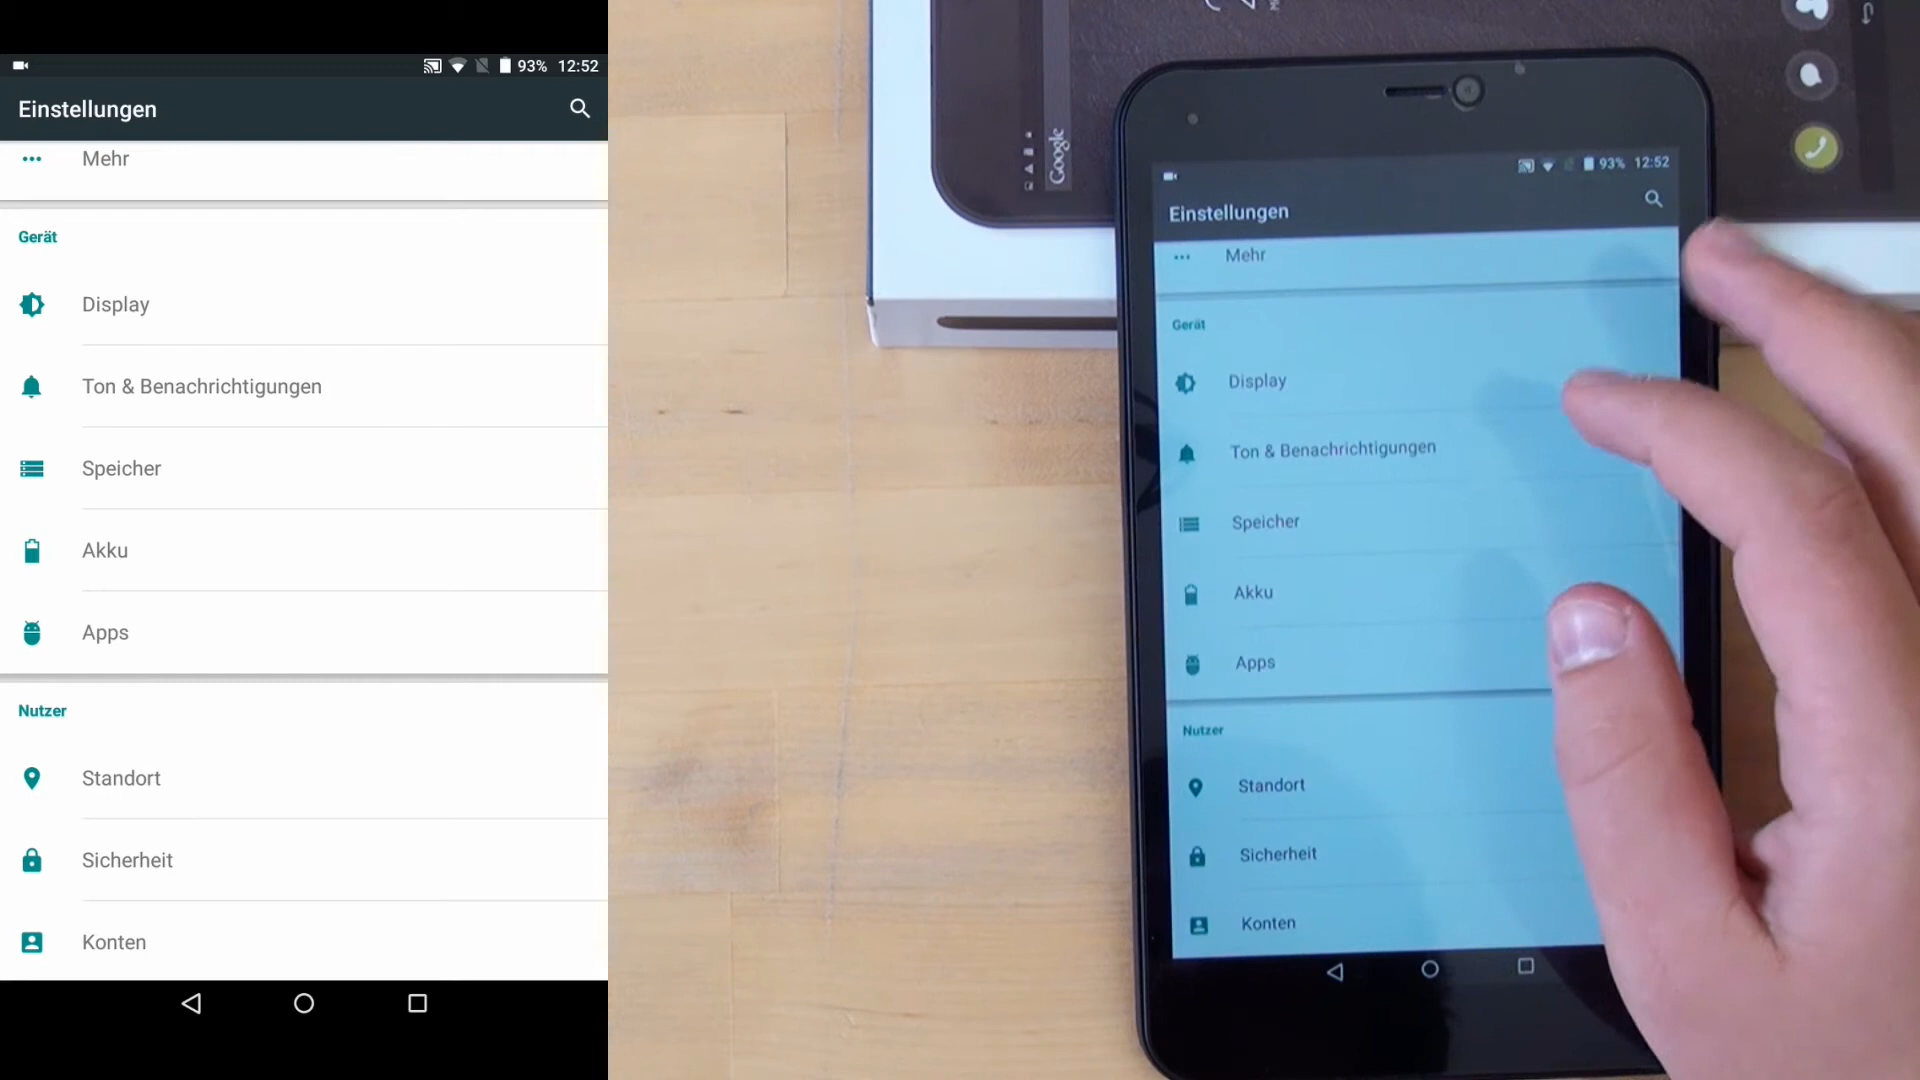 93% 12:52
Einstellungen
Mehr
Gerät
Display
Ton & Benachrichtigungen
Speicher
Akku
Apps
Nutzer
Standort
Sicherheit
Konten
Google
93% 12:52
Einstellungen
Mehr
Gerät
Display
Ton & Benachrichtigungen
Speicher
Akku
Apps
Nutzer
Standort
Sicherheit
Konten